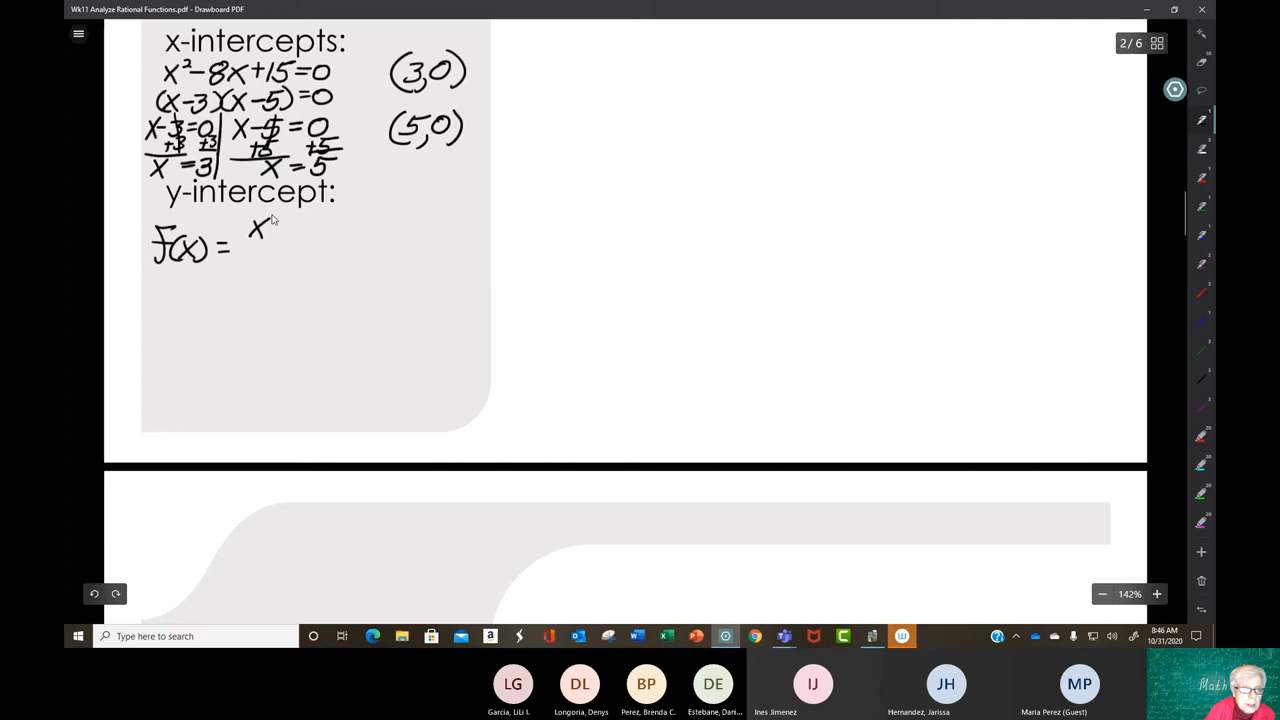 Wk11 Analyze Rational Functions.pdf - Drawboard PDF
x-intercepts:
x²-8x+15=0 (3,0)
2/6
(x-3)(x-5)=0
x-3=0 x-5=0 (5,0)
+3 +3 +5 +5
x=3 x=5
y-intercept:
f(x) = x
142%
Type here to search
8:46 AM
10/31/2020
LG DL BP DE IJ JH MP
Garcia, LiLi I. Longoria, Denys Perez, Brenda C. Estebane, Dani... Ines Jimenez Hernandez, Jarissa Maria Perez (Guest)
Math